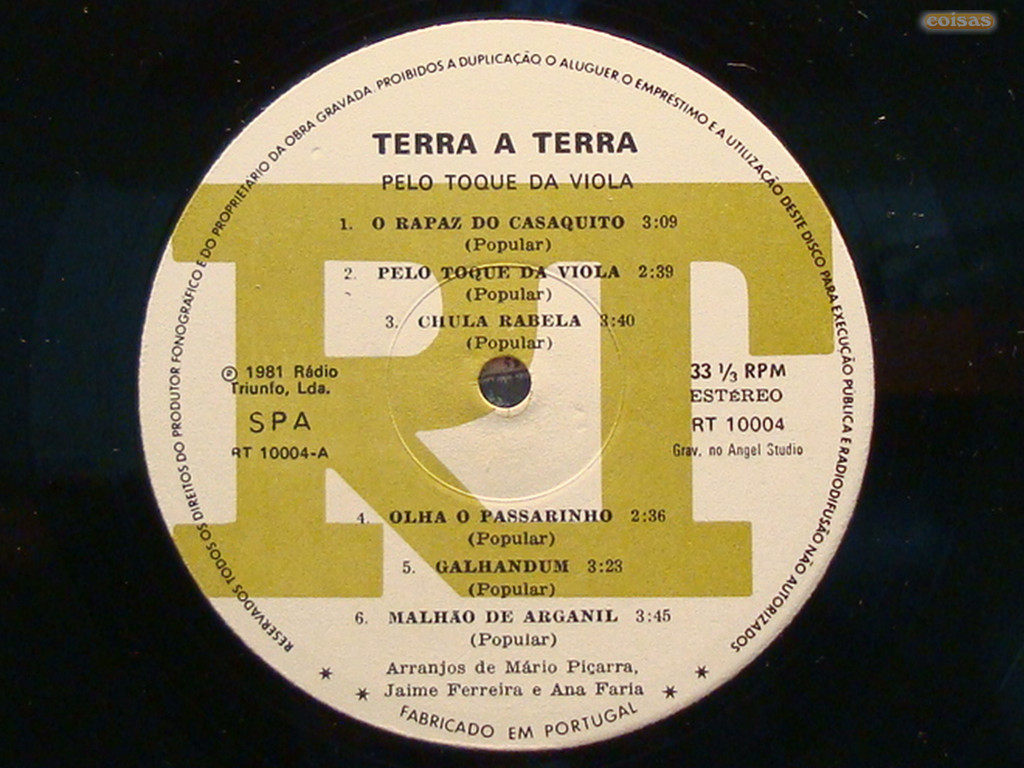 coisas
RESERVADOS TODOS OS DIREITOS DO PRODUTOR FONOGRÁFICO E DO PROPRIETÁRIO DA OBRA GRAVADA. PROIBIDOS A DUPLICAÇÃO O ALUGUER, O EMPRÉSTIMO E A UTILIZAÇÃO DESTE DISCO PARA EXECUÇÃO PÚBLICA E RADIODIFUSÃO NÃO AUTORIZADOS
TERRA A TERRA
PELO TOQUE DA VIOLA
1. O RAPAZ DO CASAQUITO 3:09
(Popular)
2. PELO TOQUE DA VIOLA 2:39
(Popular)
3. CHULA RABELA 3:40
(Popular)
℗ 1981 Rádio
Triunfo, Lda.
SPA
RT 10004-A
33 ⅓ RPM
ESTÉREO
RT 10004
Grav. no Angel Studio
RT
4. OLHA O PASSARINHO 2:36
(Popular)
5. GALHANDUM 3:23
(Popular)
6. MALHÃO DE ARGANIL 3:45
(Popular)
Arranjos de Mário Piçarra,
Jaime Ferreira e Ana Faria
FABRICADO EM PORTUGAL